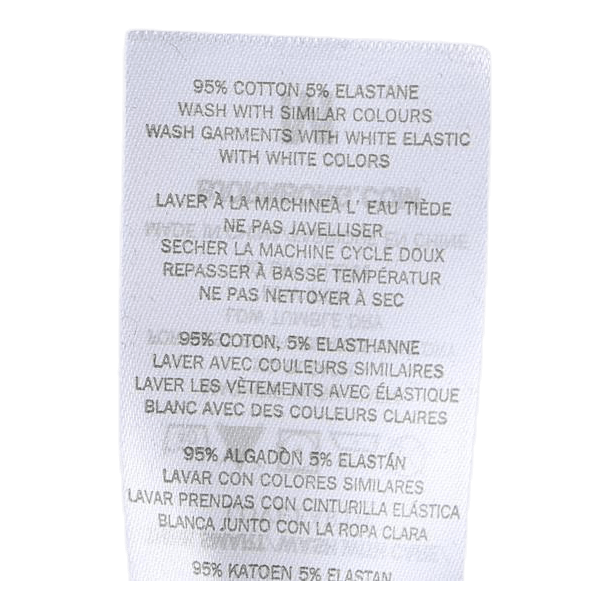 95% COTTON 5% ELASTANE
WASH WITH SIMILAR COLOURS
WASH GARMENTS WITH WHITE ELASTIC
WITH WHITE COLORS
LAVER À LA MACHINEÀ L' EAU TIÈDE
NE PAS JAVELLISER
SECHER LA MACHINE CYCLE DOUX
REPASSER À BASSE TEMPÉRATUR
NE PAS NETTOYER À SEC
95% COTON, 5% ELASTHANNE
LAVER AVEC COULEURS SIMILAIRES
LAVER LES VÊTEMENTS AVEC ÉLASTIQUE
BLANC AVEC DES COULEURS CLAIRES
95% ALGADÒN 5% ELASTÁN
LAVAR CON COLORES SIMILARES
LAVAR PRENDAS CON CINTURILLA ELÁSTICA
BLANCA JUNTO CON LA ROPA CLARA
95% KATOEN 5% ELASTAN